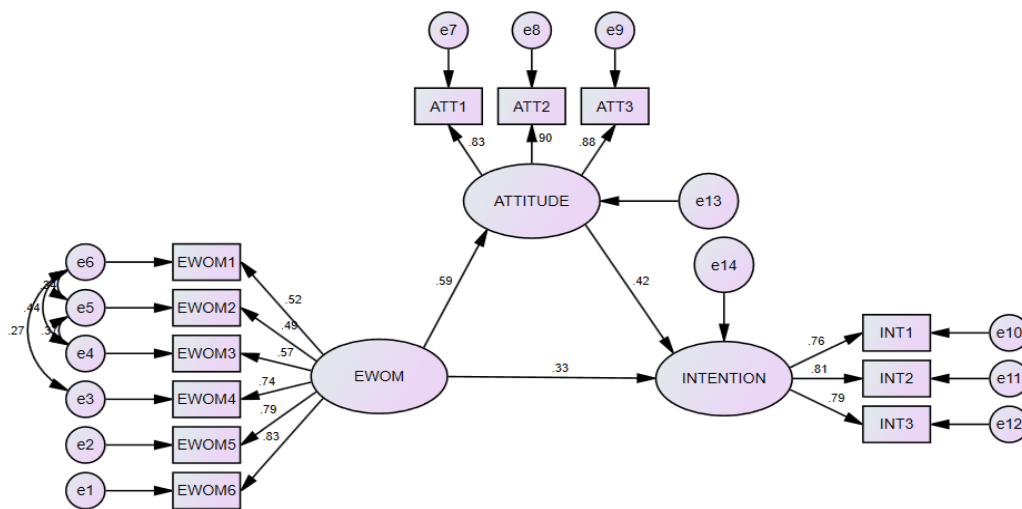 e7
e8
e9
ATT1
ATT2
ATT3
.83
.90
.88
ATTITUDE
e13
e14
e6
EWOM1
e5
EWOM2
e4
EWOM3
e3
EWOM4
e2
EWOM5
e1
EWOM6
.44
.27
.52
.49
.57
.74
.79
.83
EWOM
.59
.42
.33
INTENTION
.76
.81
.79
INT1
e10
INT2
e11
INT3
e12